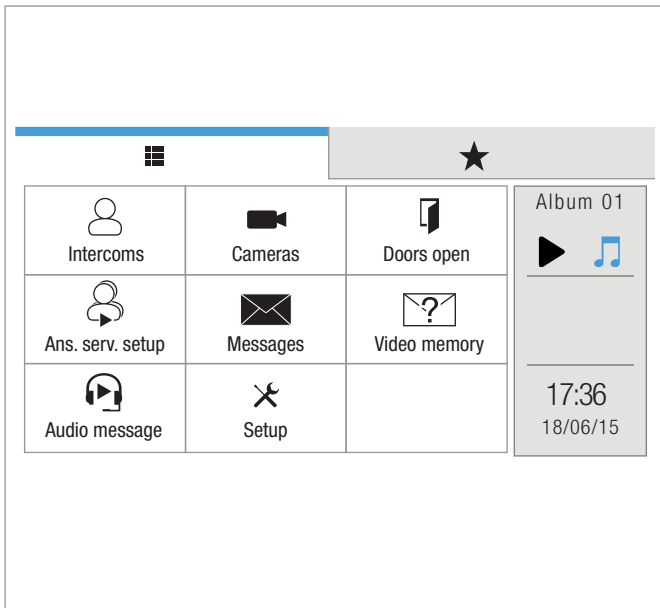 Album 01
Intercoms
Cameras
Doors open
Ans. serv. setup
Messages
Video memory
Audio message
Setup
17:36
18/06/15